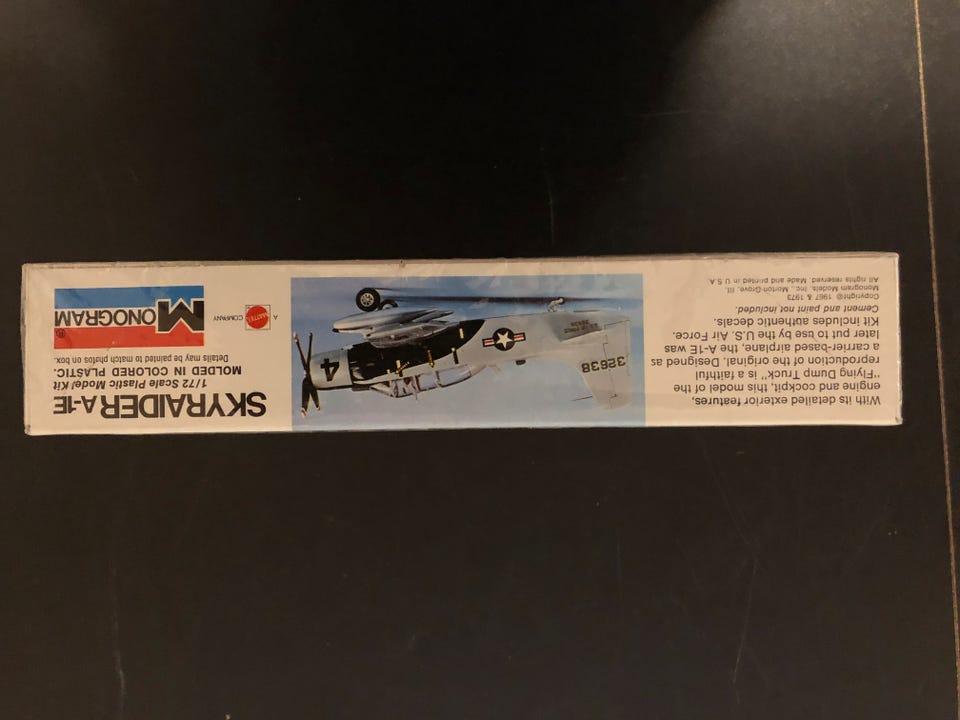 SKYRAIDER A-1E
1/72 Scale Plastic Model Kit
MOLDED IN COLORED PLASTIC.
Details may be painted to match photos on box.
MONOGRAM®
MATTEL
A
COMPANY
4
32638
U.S. AIR FORCE
With its detailed exterior features,
engine and cockpit, this model of the
"Flying Dump Truck" is a faithful
reproduction of the original. Designed as
a carrier-based airplane, the A-1E was
later put to use by the U.S. Air Force.
Kit includes authentic decals.
Cement and paint not included.
Copyright© 1967 & 1973
Monogram Models, Inc., Morton Grove, Ill.
All rights reserved. Made and printed in U.S.A.